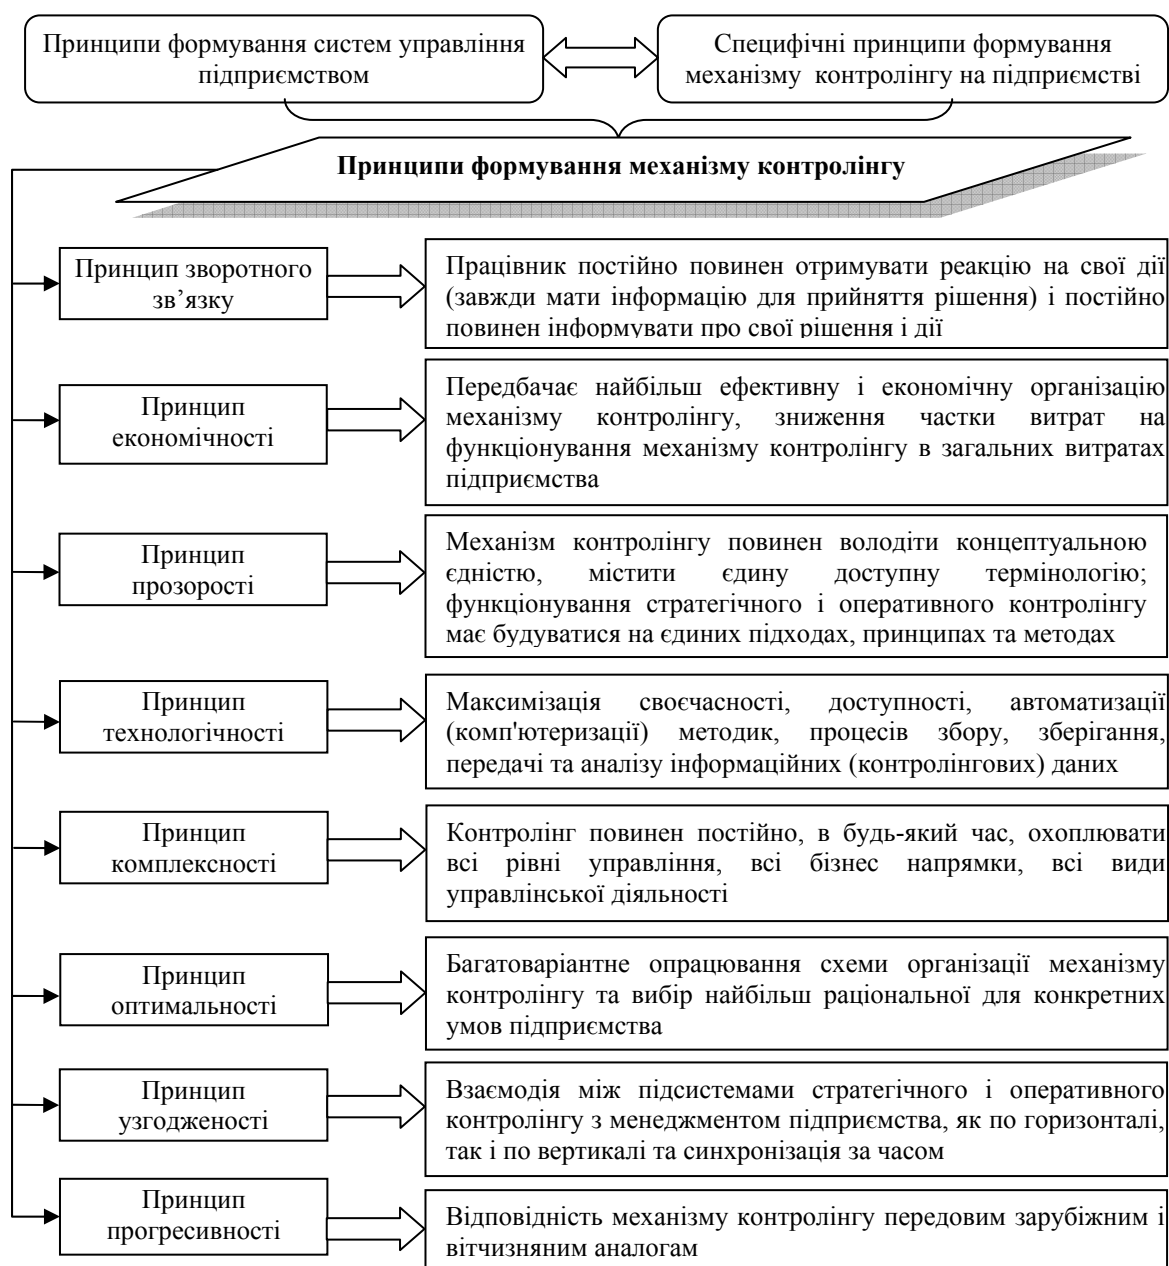 Принципи формування систем управління
підприємством
Специфічні принципи формування
механізму контролінгу на підприємстві
Принципи формування механізму контролінгу
Принцип зворотного
зв’язку
Працівник постійно повинен отримувати реакцію на свої дії
(завжди мати інформацію для прийняття рішення) і постійно
повинен інформувати про свої рішення і дії
Принцип
економічності
Передбачає найбільш ефективну і економічну організацію
механізму контролінгу, зниження частки витрат на
функціонування механізму контролінгу в загальних витратах
підприємства
Принцип
прозорості
Механізм контролінгу повинен володіти концептуальною
єдністю, містити єдину доступну термінологію;
функціонування стратегічного і оперативного контролінгу
має будуватися на єдиних підходах, принципах та методах
Принцип
технологічності
Максимізація своєчасності, доступності, автоматизації
(комп'ютеризації) методик, процесів збору, зберігання,
передачі та аналізу інформаційних (контролінгових) даних
Принцип
комплексності
Контролінг повинен постійно, в будь-який час, охоплювати
всі рівні управління, всі бізнес напрямки, всі види
управлінської діяльності
Принцип
оптимальності
Багатоваріантне опрацювання схеми організації механізму
контролінгу та вибір найбільш раціональної для конкретних
умов підприємства
Принцип
узгодженості
Взаємодія між підсистемами стратегічного і оперативного
контролінгу з менеджментом підприємства, як по горизонталі,
так і по вертикалі та синхронізація за часом
Принцип
прогресивності
Відповідність механізму контролінгу передовим зарубіжним і
вітчизняним аналогам